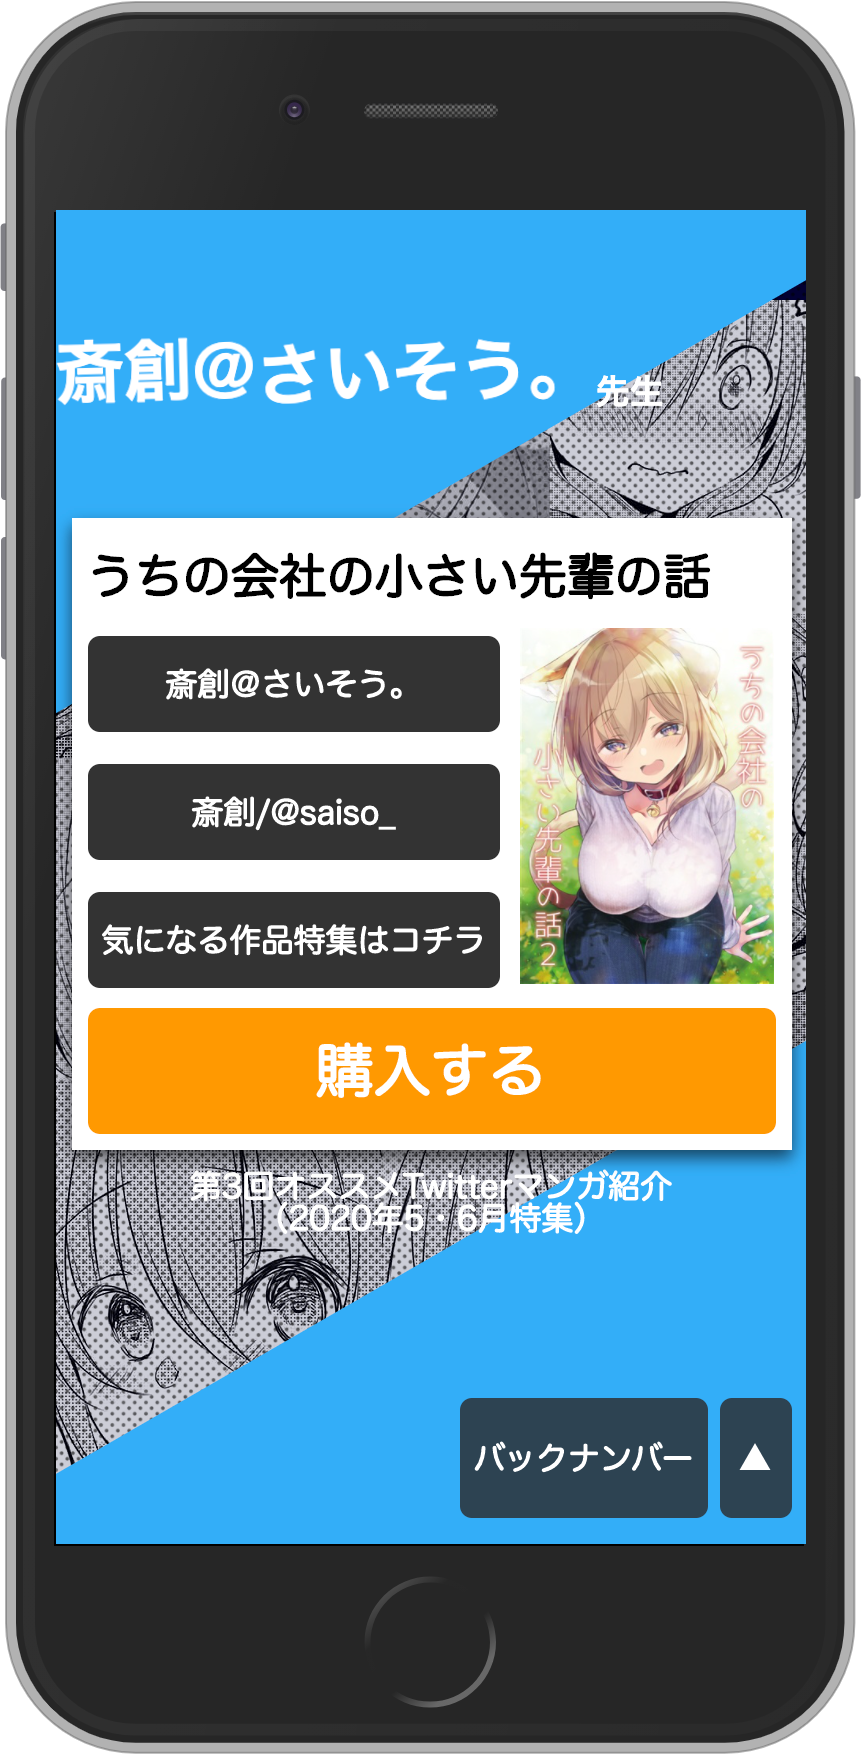 斎創@さいそう。 先生
うちの会社の小さい先輩の話
斎創@さいそう。
斎創/@saiso_
気になる作品特集はコチラ
うちの会社の
小さい先輩の話2
購入する
第3回オススメTwitterマンガ紹介
（2020年5・6月特集）
バックナンバー
▲